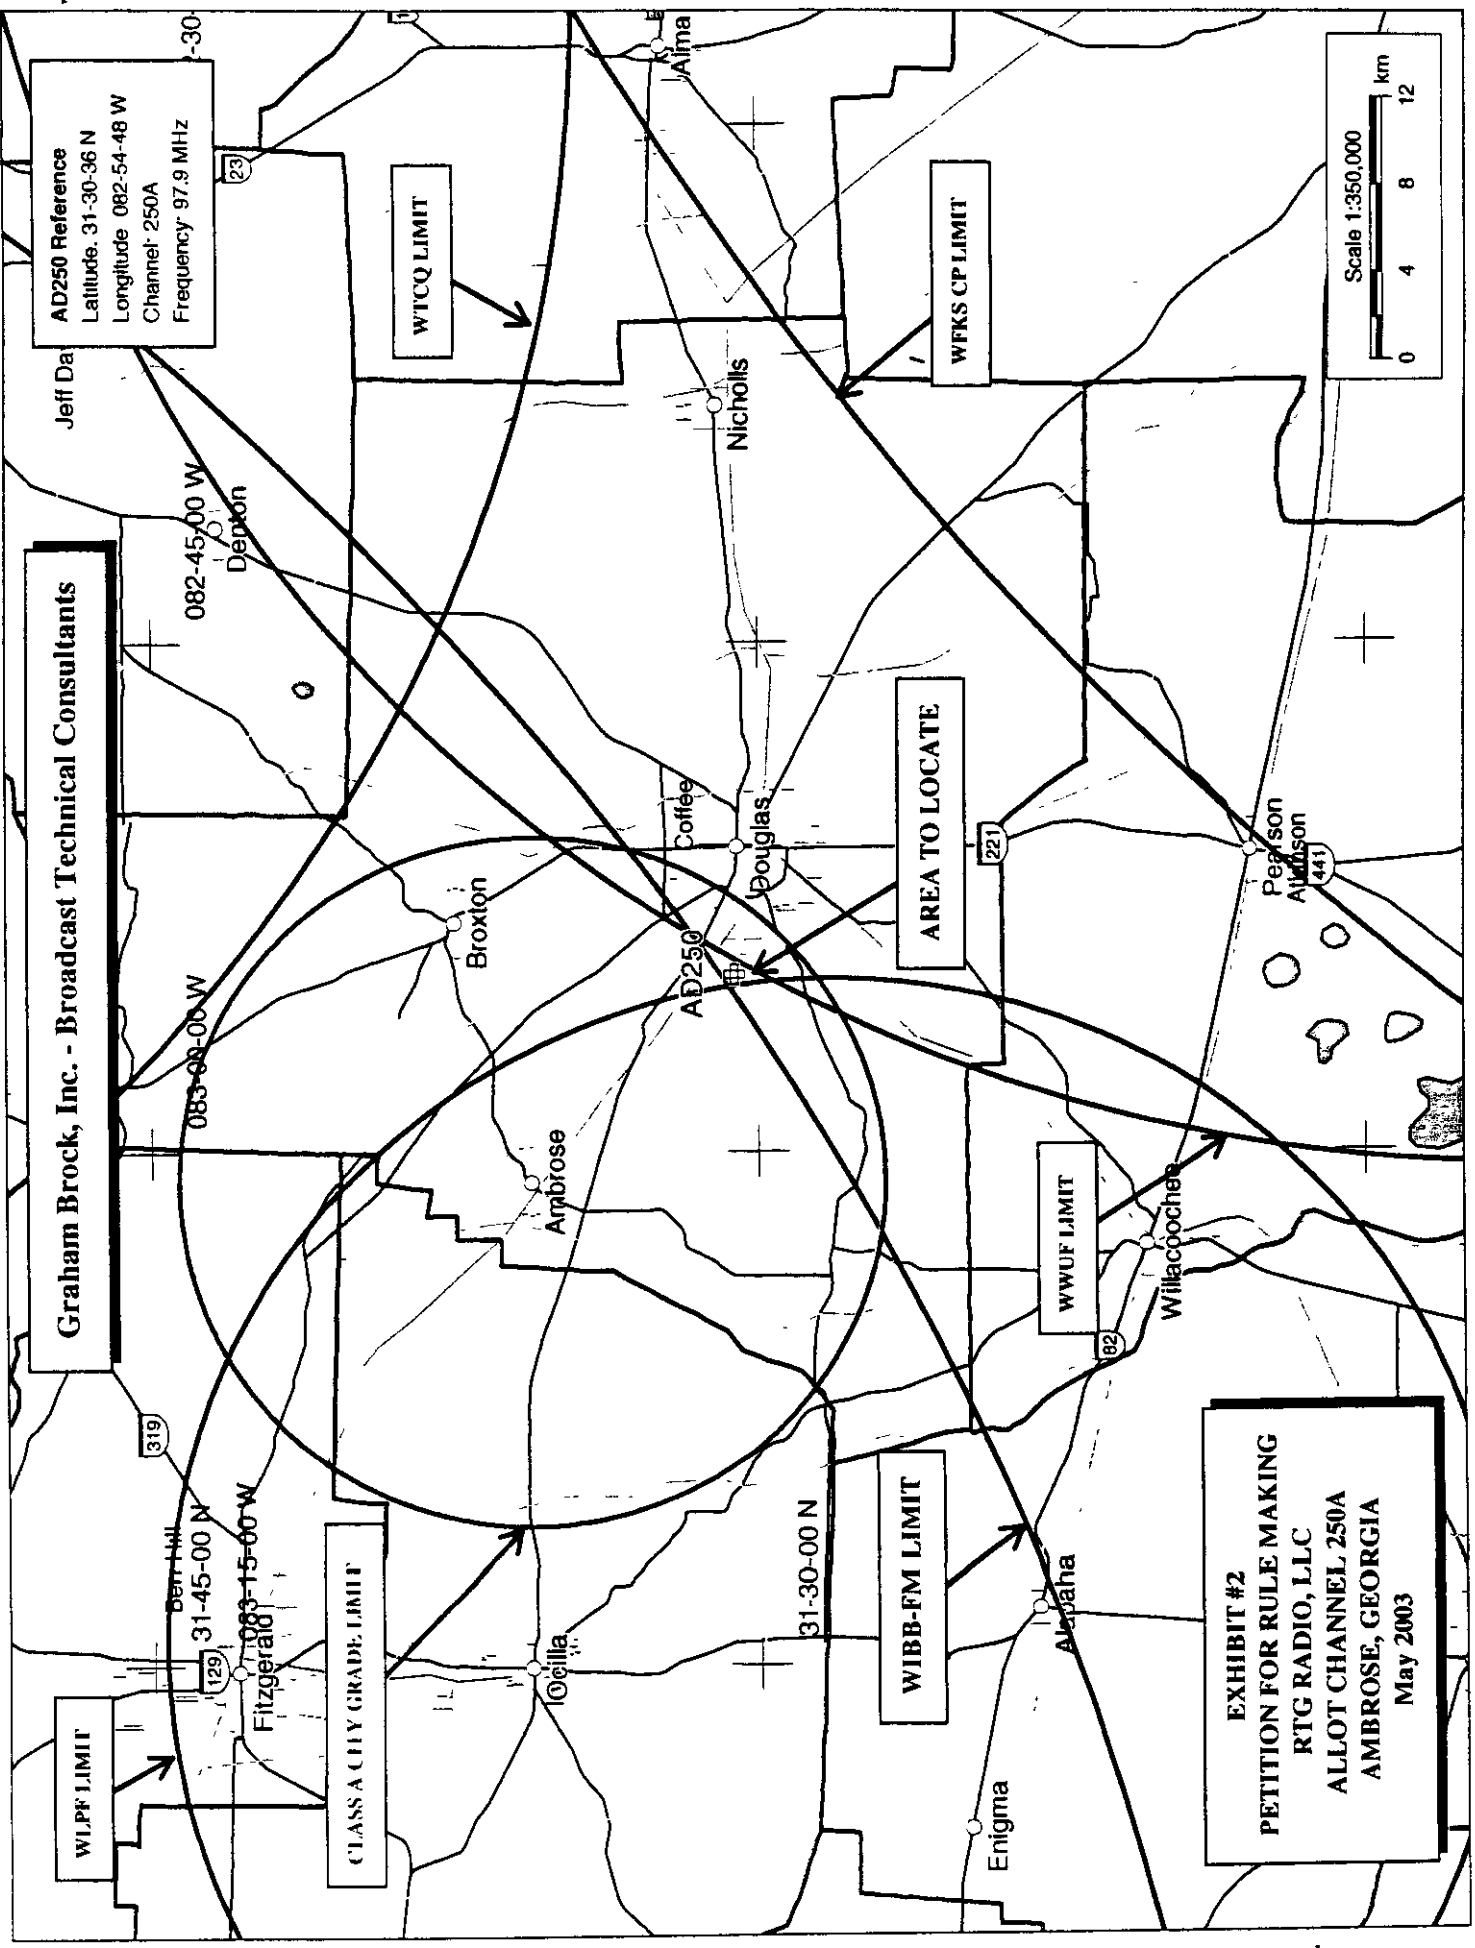 Graham Brock, Inc. - Broadcast Technical Consultants
AD250 Reference
Latitude. 31-30-36 N
Longitude 082-54-48 W
Channel· 250A
Frequency· 97.9 MHz
WLPF LIMIT
Ben Hill
31-45-00 N
083-15-00 W
129
Fitzgerald
319
083-00-00 W
082-45-00 W
Denton
Jeff Da
23
CLASS A CITY GRADE LIMIT
WTCQ LIMIT
Broxton
Ambrose
Ocilla
Alma
Nicholls
Coffee
Douglas
AD250
31-30-00 N
WIBB-FM LIMIT
AREA TO LOCATE
WFKS CP LIMIT
221
Enigma
Alapaha
WWUF LIMIT
82
Willacoochee
Pearson
Atkinson
441
EXHIBIT #2
PETITION FOR RULE MAKING
RTG RADIO, LLC
ALLOT CHANNEL 250A
AMBROSE, GEORGIA
May 2003
Scale 1:350,000
0 4 8 12 km